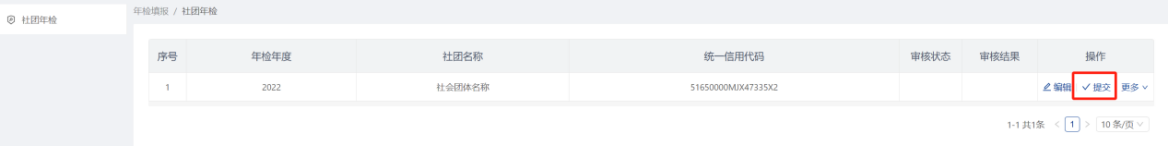 年检填报 / 社团年检
社团年检
序号 年检年度 社团名称 统一信用代码 审核状态 审核结果 操作
1 2022 社会团体名称 51650000MJX47335X2 编辑 提交 更多
1-1 共1条 < 1 > 10 条/页